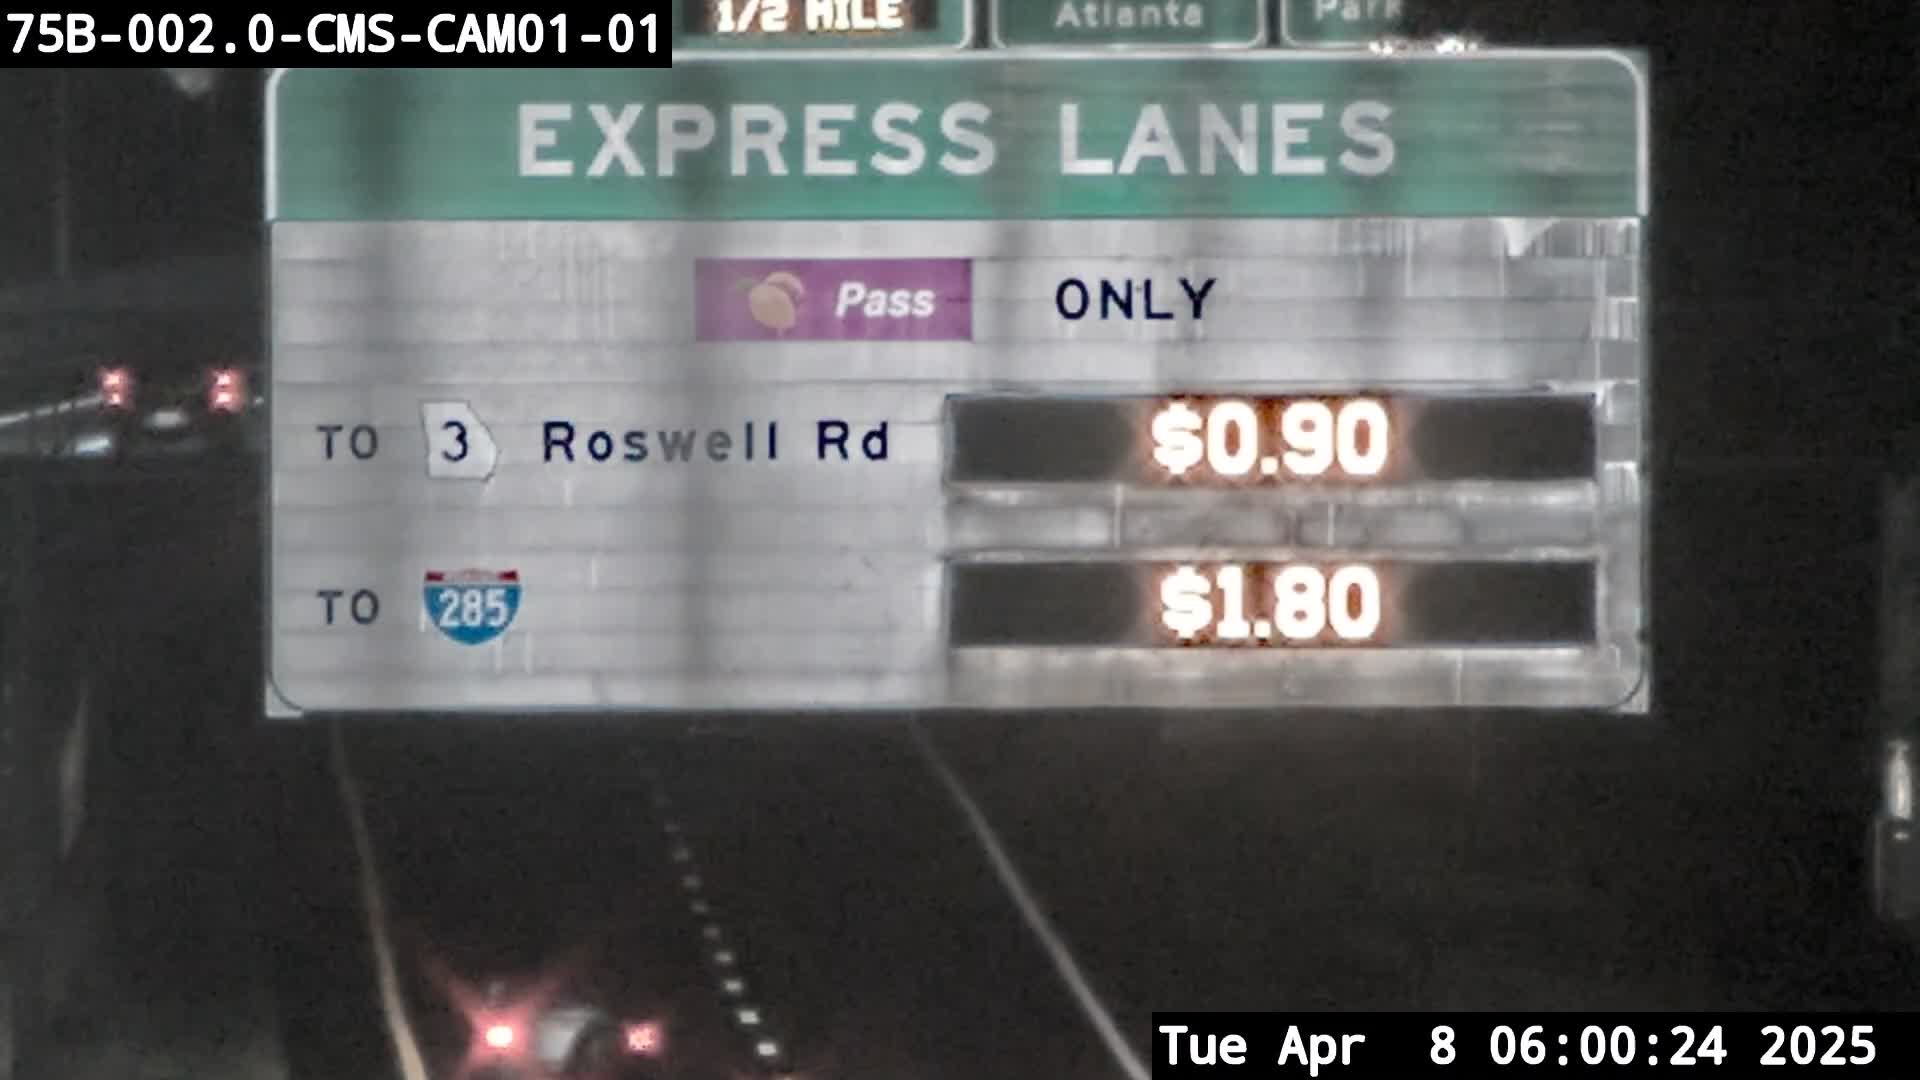 75B-002.0-CMS-CAM01-01
1/2 MILE
Atlanta
Park
EXPRESS LANES
Pass ONLY
TO 3 Roswell Rd $0.90
TO 285 $1.80
Tue Apr 8 06:00:24 2025